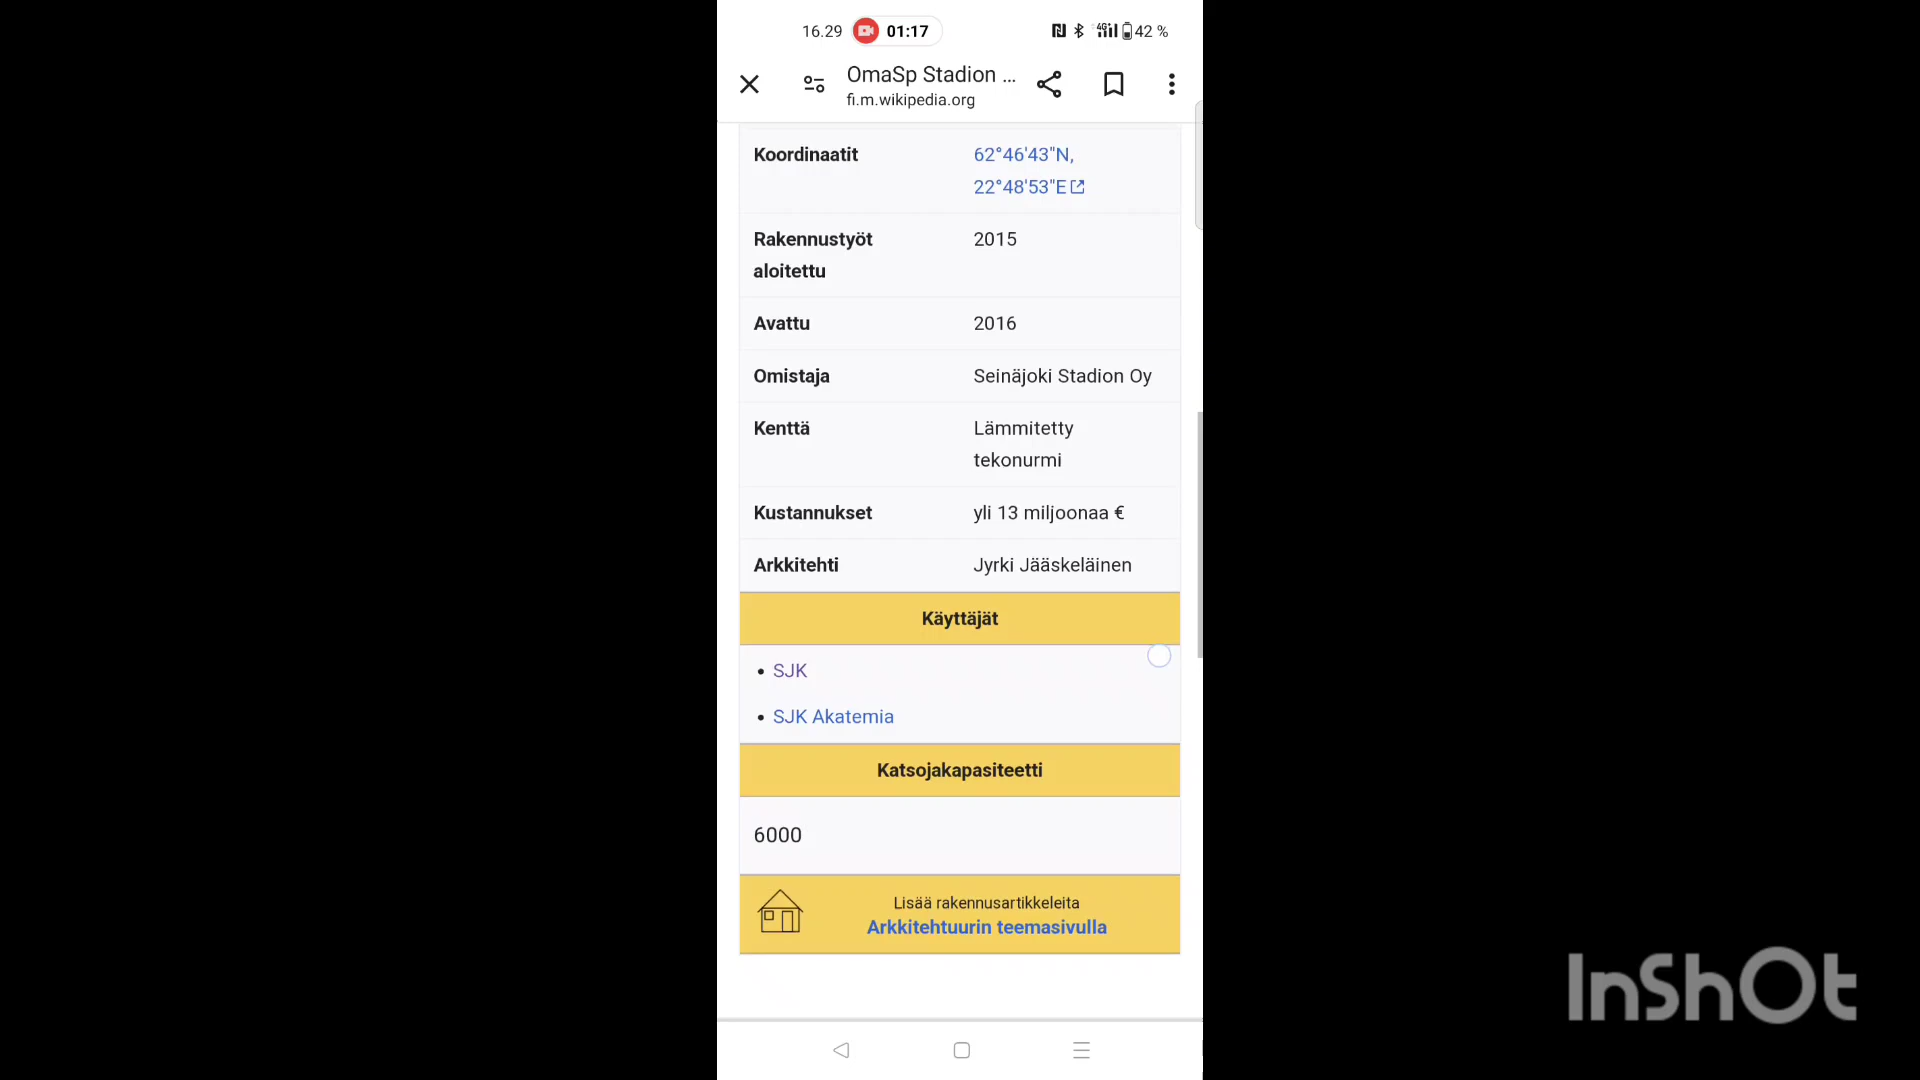 16.29 01:17 4G+ 42 %
OmaSp Stadion ...
fi.m.wikipedia.org
Koordinaatit 62°46'43"N,
22°48'53"E
Rakennustyöt 2015
aloitettu
Avattu 2016
Omistaja Seinäjoki Stadion Oy
Kenttä Lämmitetty
tekonurmi
Kustannukset yli 13 miljoonaa €
Arkkitehti Jyrki Jääskeläinen
Käyttäjät
• SJK
• SJK Akatemia
Katsojakapasiteetti
6000
Lisää rakennusartikkeleita
Arkkitehtuurin teemasivulla
InShOt